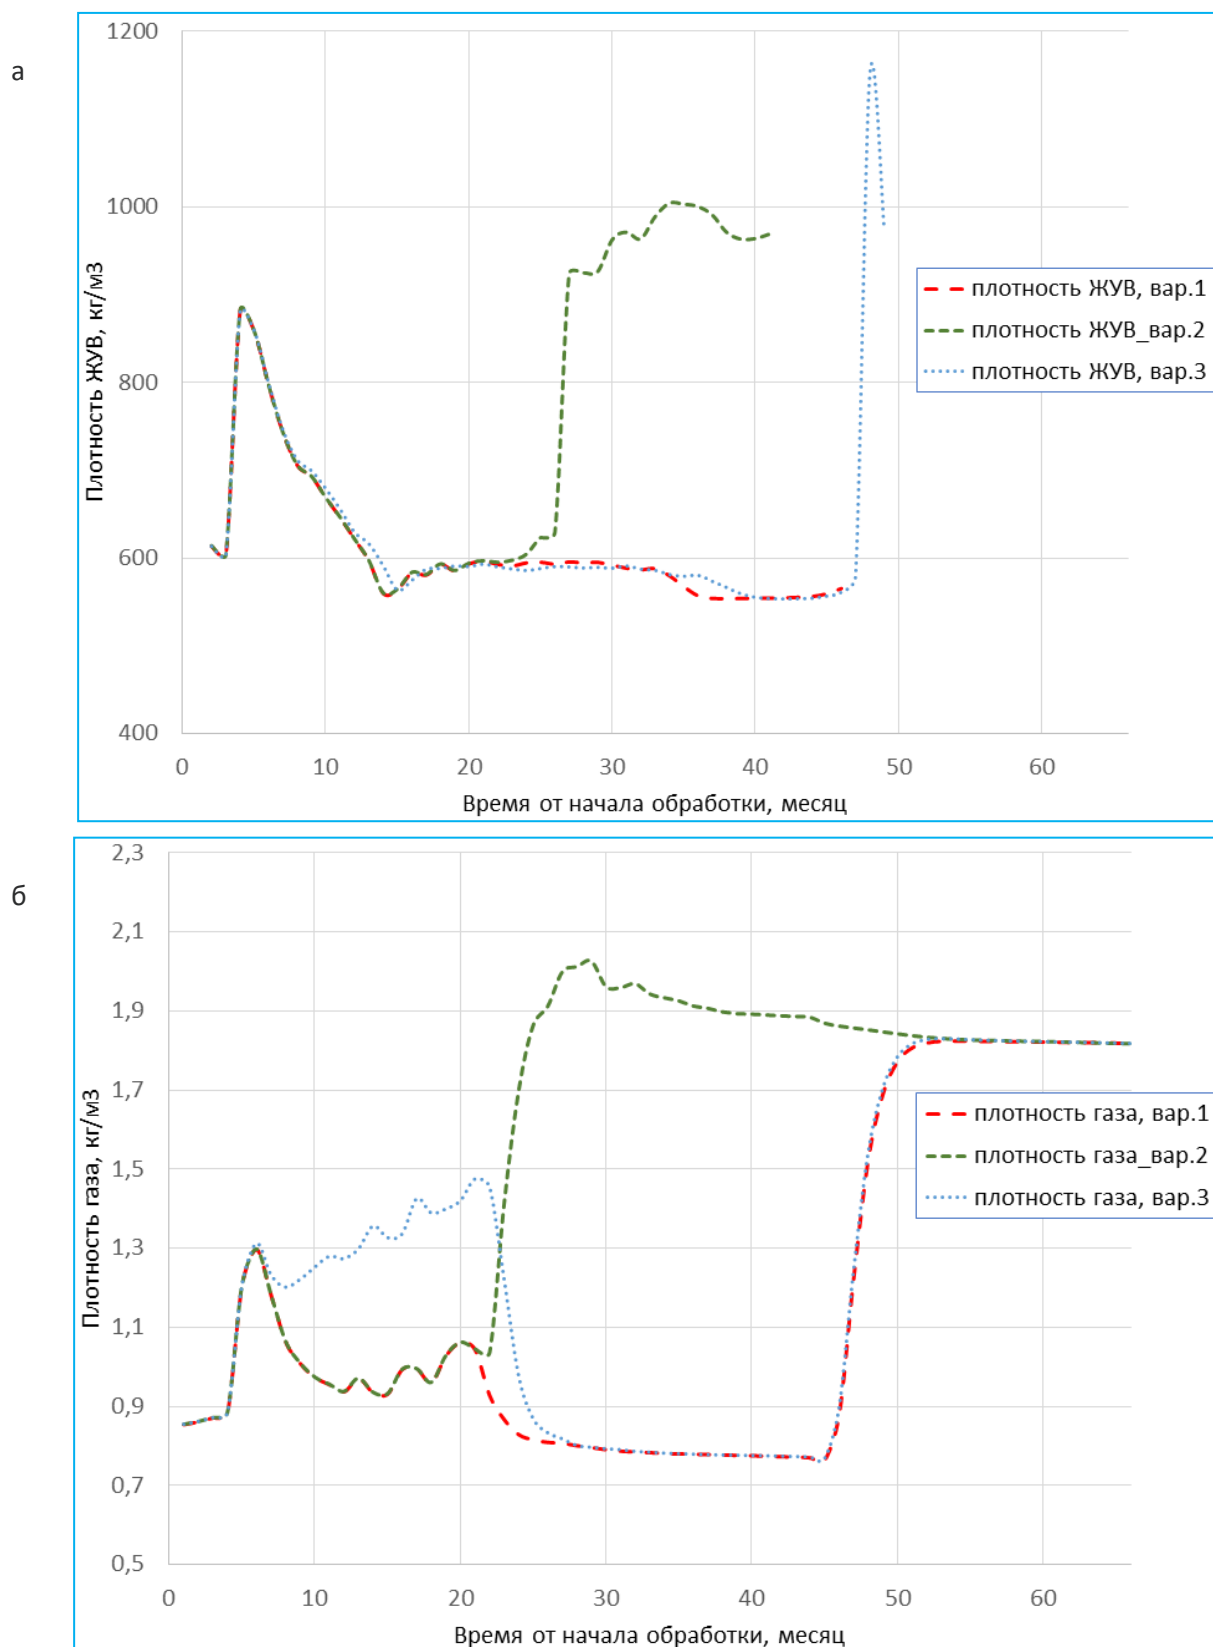 а
1200
1000
800
600
400
Плотность ЖУВ, кг/м3
0 10 20 30 40 50 60
Время от начала обработки, месяц
плотность ЖУВ, вар.1
плотность ЖУВ_вар.2
плотность ЖУВ, вар.3
б
2,3
2,1
1,9
1,7
1,5
1,3
1,1
0,9
0,7
0,5
Плотность газа, кг/м3
0 10 20 30 40 50 60
Время от начала обработки, месяц
плотность газа, вар.1
плотность газа_вар.2
плотность газа, вар.3